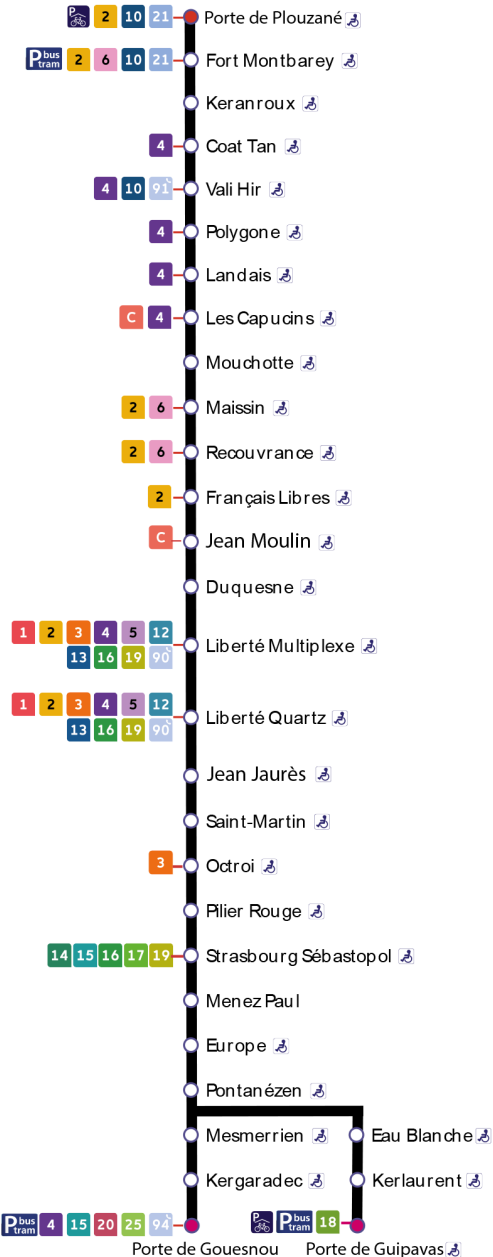 P 2 10 21 Porte de Plouzané
P bus tram 2 6 10 21 Fort Montbarey
Keranroux
4 Coat Tan
4 10 91 Vali Hir
4 Polygone
4 Landais
C 4 Les Capucins
Mouchotte
2 6 Maissin
2 6 Recouvrance
2 Français Libres
C Jean Moulin
Duquesne
1 2 3 4 5 12
13 16 19 90 Liberté Multiplexe
1 2 3 4 5 12
13 16 19 90 Liberté Quartz
Jean Jaurès
Saint-Martin
3 Octroi
Pilier Rouge
14 15 16 17 19 Strasbourg Sébastopol
Menez Paul
Europe
Pontanézen
Mesmerrien Eau Blanche
Kergaradec Kerlaurent
P bus tram 4 15 20 25 94 P P bus tram 18
Porte de Gouesnou Porte de Guipavas